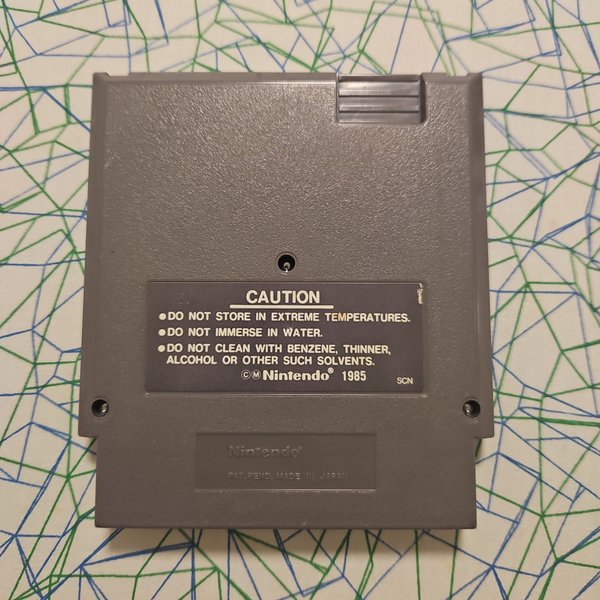 CAUTION
●DO NOT STORE IN EXTREME TEMPERATURES.
●DO NOT IMMERSE IN WATER.
●DO NOT CLEAN WITH BENZENE, THINNER,
ALCOHOL OR OTHER SUCH SOLVENTS.
©Ⓜ Nintendo® 1985
SCN
Nintendo®
PAT. PEND. MADE IN JAPAN